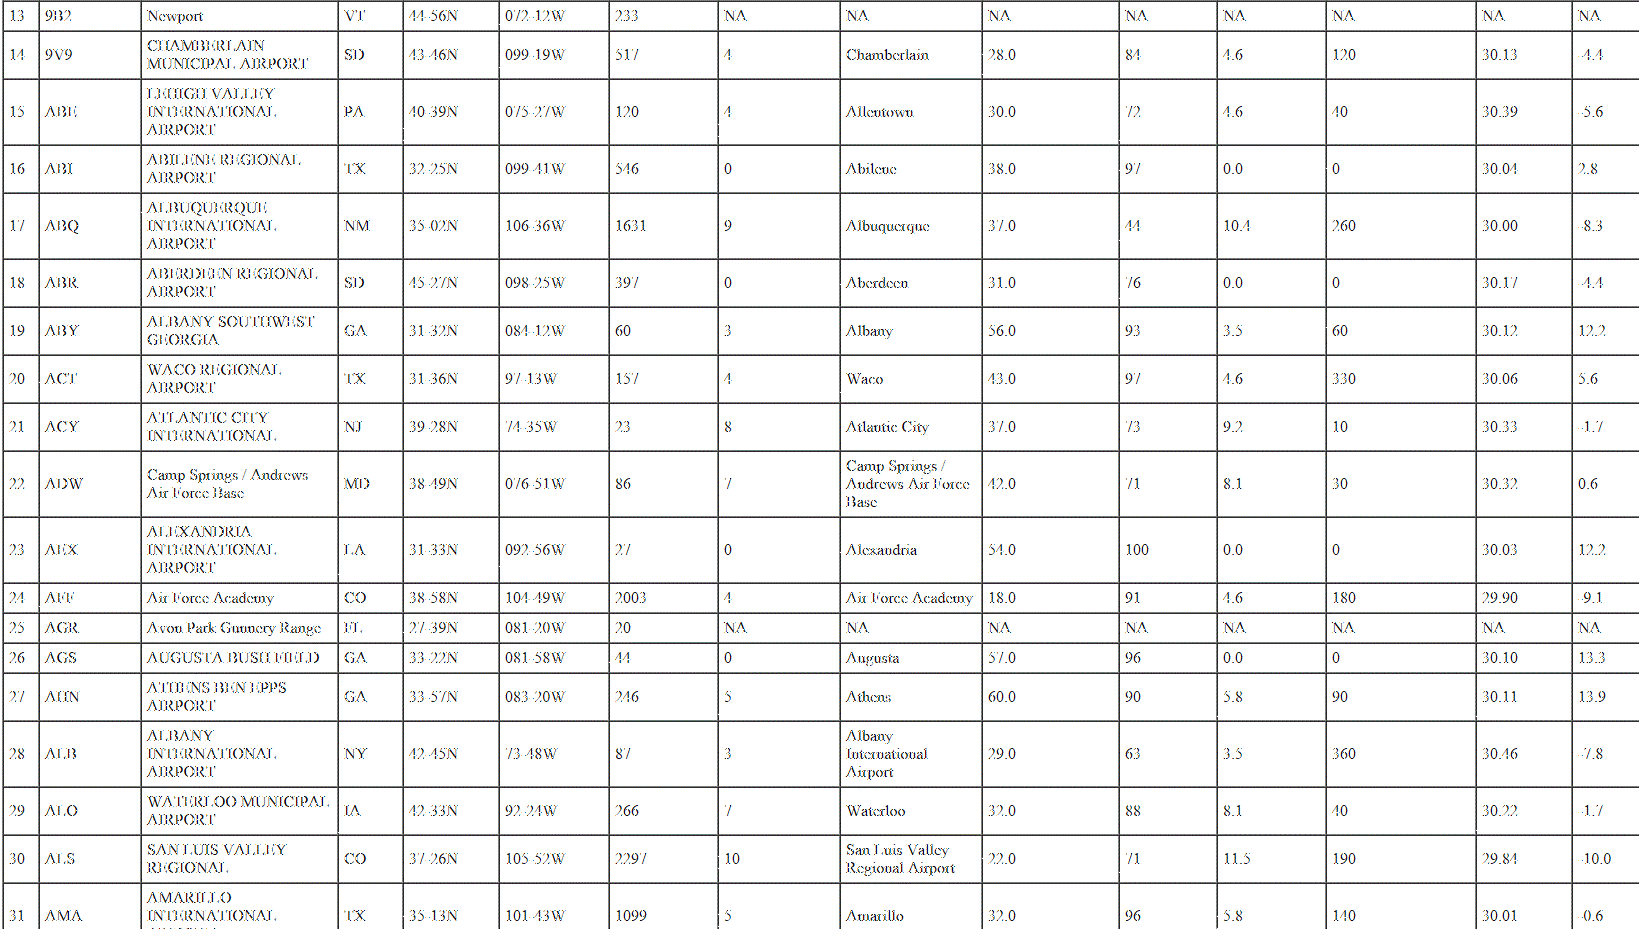 13 9B2 Newport VT 44-56N 072-12W 233 NA NA NA NA NA NA NA NA
14 9V9 CHAMBERLAIN MUNICIPAL AIRPORT SD 43-46N 099-19W 517 4 Chamberlain 28.0 84 4.6 120 30.13 -4.4
15 ABE LEHIGH VALLEY INTERNATIONAL AIRPORT PA 40-39N 075-27W 120 4 Allentown 30.0 72 4.6 40 30.39 -5.6
16 ABI ABILENE REGIONAL AIRPORT TX 32-25N 099-41W 546 0 Abilene 38.0 97 0.0 0 30.04 2.8
17 ABQ ALBUQUERQUE INTERNATIONAL AIRPORT NM 35-02N 106-36W 1631 9 Albuquerque 37.0 44 10.4 260 30.00 -8.3
18 ABR ABERDEEN REGIONAL AIRPORT SD 45-27N 098-25W 397 0 Aberdeen 31.0 76 0.0 0 30.17 -4.4
19 ABY ALBANY SOUTHWEST GEORGIA GA 31-32N 084-12W 60 3 Albany 56.0 93 3.5 60 30.12 12.2
20 ACT WACO REGIONAL AIRPORT TX 31-36N 97-13W 157 4 Waco 43.0 97 4.6 330 30.06 5.6
21 ACY ATLANTIC CITY INTERNATIONAL NJ 39-28N 74-35W 23 8 Atlantic City 37.0 73 9.2 10 30.33 -1.7
22 ADW Camp Springs / Andrews Air Force Base MD 38-49N 076-51W 86 7 Camp Springs / Andrews Air Force Base 42.0 71 8.1 30 30.32 0.6
23 AEX ALEXANDRIA INTERNATIONAL AIRPORT LA 31-33N 092-56W 27 0 Alexandria 54.0 100 0.0 0 30.03 12.2
24 AFF Air Force Academy CO 38-58N 104-49W 2003 4 Air Force Academy 18.0 91 4.6 180 29.90 -9.1
25 AGR Avon Park Gunnery Range FL 27-39N 081-20W 20 NA NA NA NA NA NA NA NA
26 AGS AUGUSTA BUSH FIELD GA 33-22N 081-58W 44 0 Augusta 57.0 96 0.0 0 30.10 13.3
27 AHN ATHENS BEN EPPS AIRPORT GA 33-57N 083-20W 246 5 Athens 60.0 90 5.8 90 30.11 13.9
28 ALB ALBANY INTERNATIONAL AIRPORT NY 42-45N 73-48W 87 3 Albany International Airport 29.0 63 3.5 360 30.46 -7.8
29 ALO WATERLOO MUNICIPAL AIRPORT IA 42-33N 92-24W 266 7 Waterloo 32.0 88 8.1 40 30.22 -1.7
30 ALS SAN LUIS VALLEY REGIONAL CO 37-26N 105-52W 2297 10 San Luis Valley Regional Airport 22.0 71 11.5 190 29.84 -10.0
31 AMA AMARILLO INTERNATIONAL TX 35-13N 101-43W 1099 5 Amarillo 32.0 96 5.8 140 30.01 -0.6